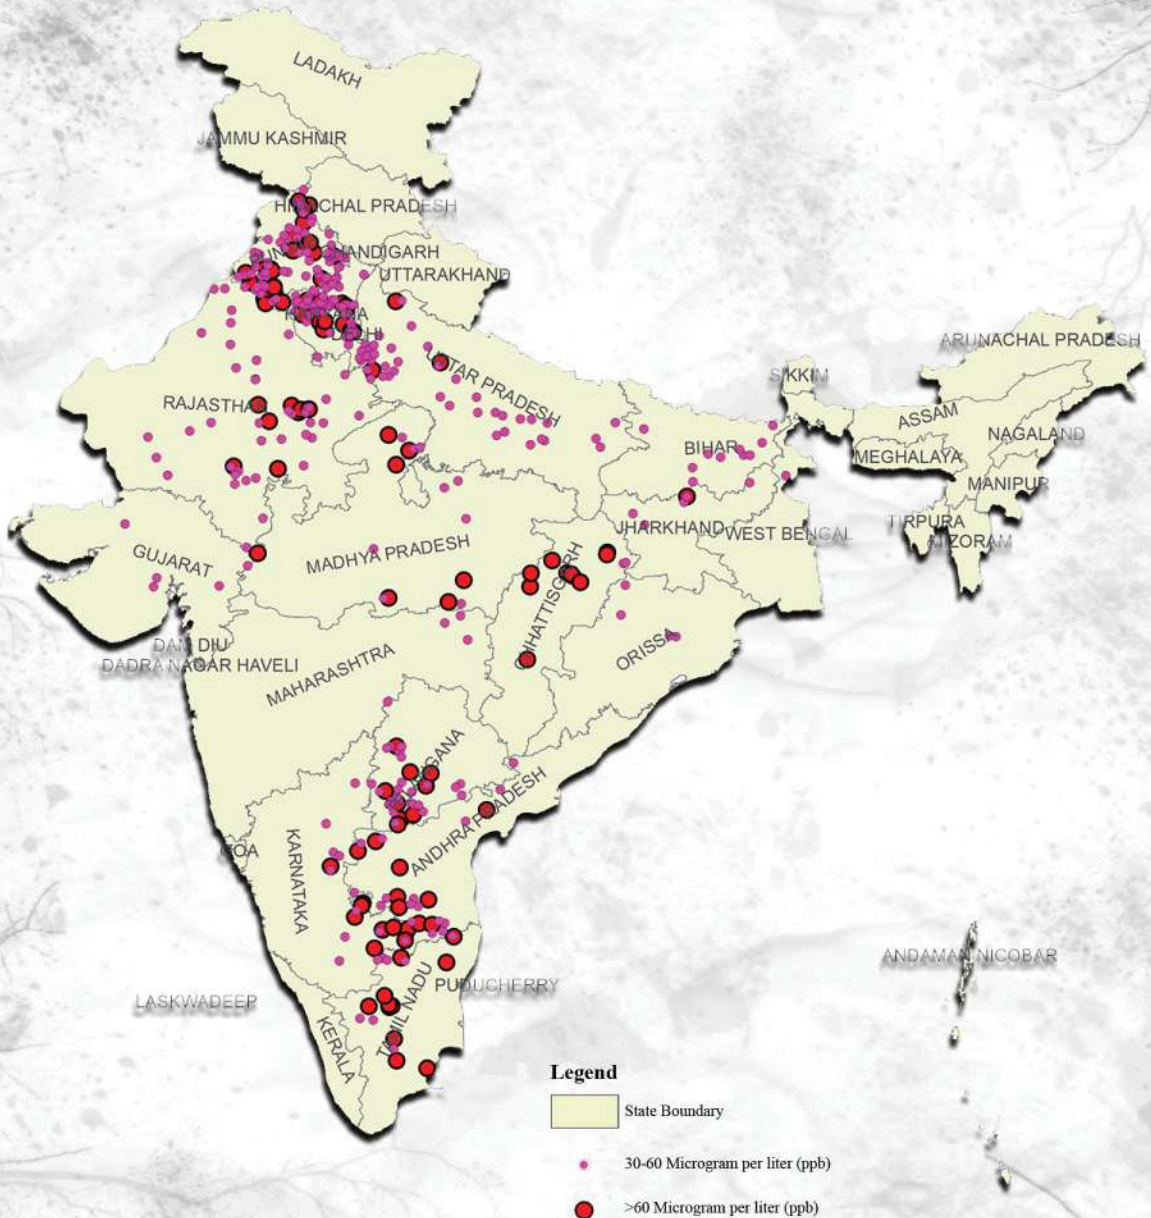 LADAKH
JAMMU KASHMIR
HIMACHAL PRADESH
CHANDIGARH
UTTARAKHAND
DELHI
ARUNACHAL PRADESH
UTTAR PRADESH
SIKKIM
RAJASTHAN
ASSAM
NAGALAND
BIHAR
MEGHALAYA
MANIPUR
JHARKHAND
WEST BENGAL
TIRPURA
MIZORAM
GUJARAT
MADHYA PRADESH
CHHATTISGARH
DAM DIU
ORISSA
DADRA NAGAR HAVELI
MAHARASHTRA
ANDHRA PRADESH
KARNATAKA
GOA
ANDAMAN NICOBAR
PUDUCHERRY
LASKWADEEP
TAMIL NADU
KERALA
Legend
State Boundary
30-60 Microgram per liter (ppb)
>60 Microgram per liter (ppb)